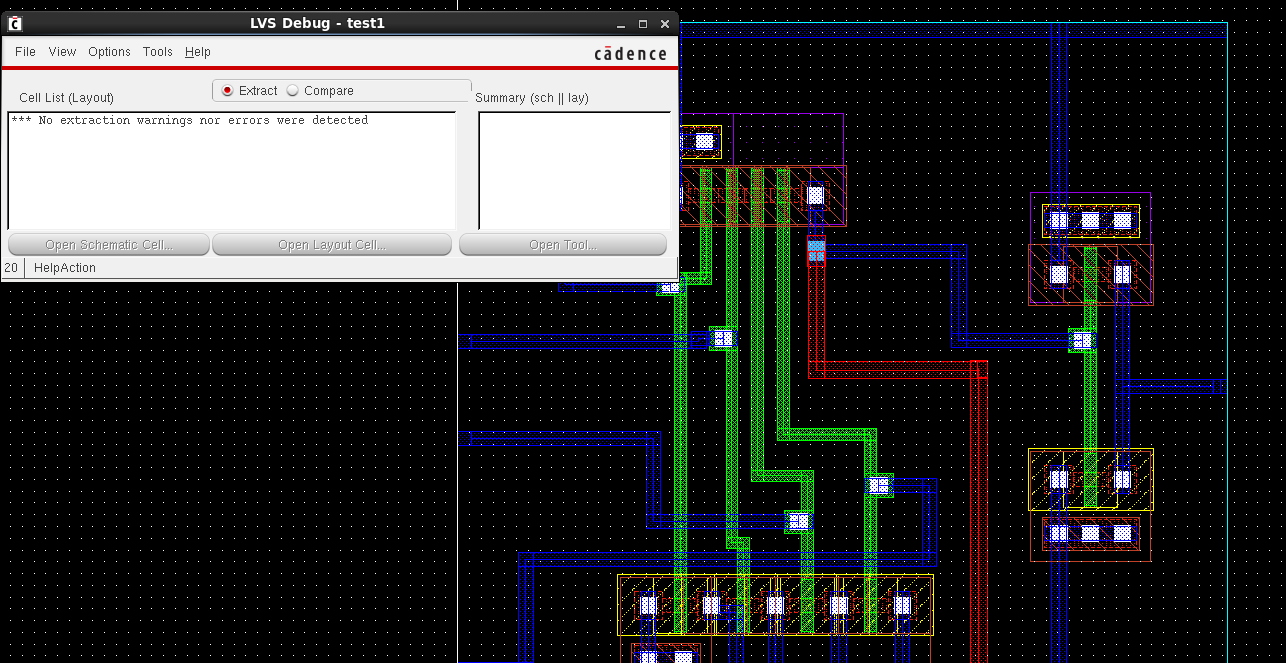 LVS Debug - test1
File View Options Tools Help
cādence
Extract Compare
Cell List (Layout)
Summary (sch || lay)
*** No extraction warnings nor errors were detected
Open Schematic Cell...
Open Layout Cell...
Open Tool...
20 HelpAction